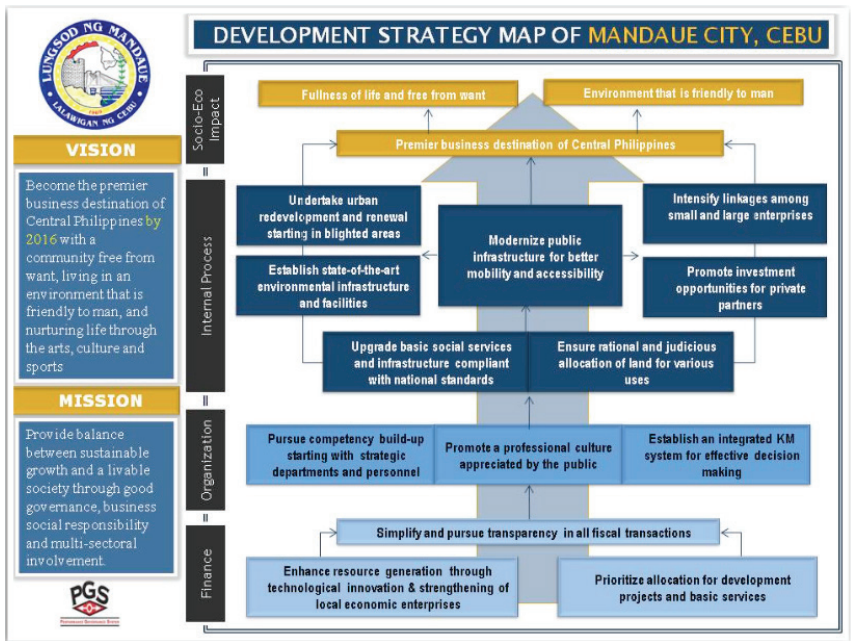 LUNGSOD NG MANDAUE
LALAWIGAN NG CEBU
DEVELOPMENT STRATEGY MAP OF MANDAUE CITY, CEBU
VISION
Become the premier
business destination of
Central Philippines by
2016 with a
community free from
want, living in an
environment that is
friendly to man, and
nurturing life through
the arts, culture and
sports
MISSION
Provide balance
between sustainable
growth and a livable
society through good
governance, business
social responsibility
and multi-sectoral
involvement.
PGS
Socio-Eco
Impact
Fullness of life and free from want
Environment that is friendly to man
Premier business destination of Central Philippines
Internal Process
Undertake urban
redevelopment and renewal
starting in blighted areas
Establish state-of-the-art
environmental infrastructure
and facilities
Modernize public
infrastructure for better
mobility and accessibility
Intensify linkages among
small and large enterprises
Promote investment
opportunities for private
partners
Upgrade basic social services
and infrastructure compliant
with national standards
Ensure rational and judicious
allocation of land for various
uses
Organization
Pursue competency build-up
starting with strategic
departments and personnel
Promote a professional culture
appreciated by the public
Establish an integrated KM
system for effective decision
making
Finance
Simplify and pursue transparency in all fiscal transactions
Enhance resource generation through
technological innovation & strengthening of
local economic enterprises
Prioritize allocation for development
projects and basic services